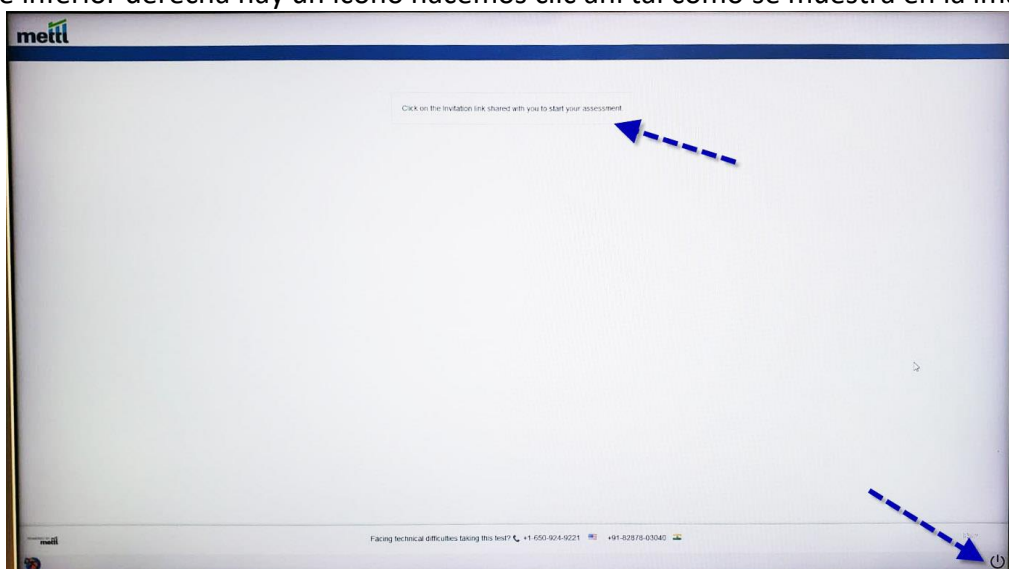 e inferior derecha hay un icono hacemos clic ahí tal como se muestra en la im
mettl
Click on the Invitation link shared with you to start your assessment.
mettl
Facing technical difficulties taking this test? +1-650-924-9221 +91-82878-03040